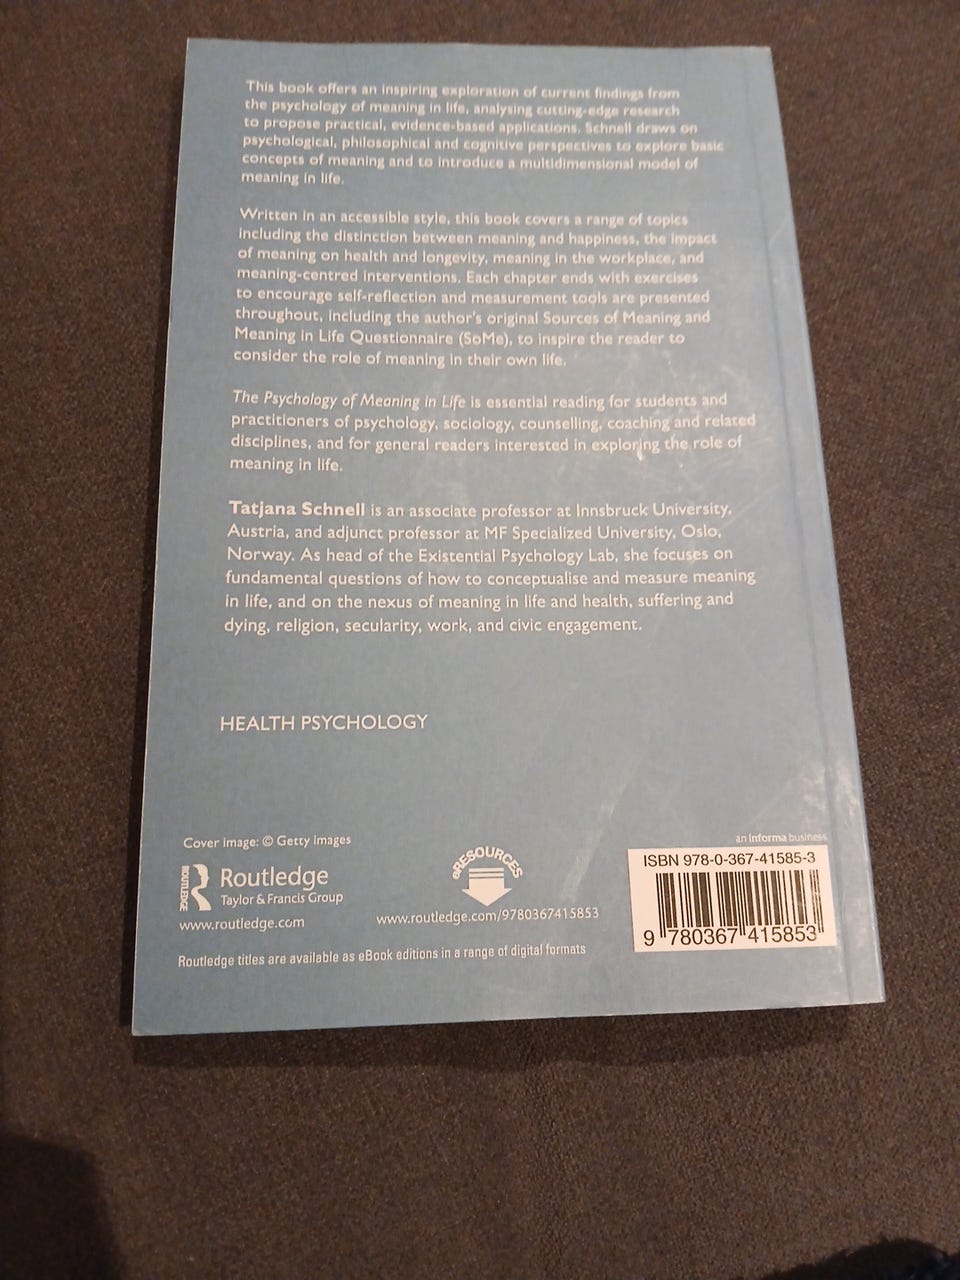 This book offers an inspiring exploration of current findings from
the psychology of meaning in life, analysing cutting-edge research
to propose practical, evidence-based applications. Schnell draws on
psychological, philosophical and cognitive perspectives to explore basic
concepts of meaning and to introduce a multidimensional model of
meaning in life.
Written in an accessible style, this book covers a range of topics
including the distinction between meaning and happiness, the impact
of meaning on health and longevity, meaning in the workplace, and
meaning-centred interventions. Each chapter ends with exercises
to encourage self-reflection and measurement tools are presented
throughout, including the author's original Sources of Meaning and
Meaning in Life Questionnaire (SoMe), to inspire the reader to
consider the role of meaning in their own life.
The Psychology of Meaning in Life is essential reading for students and
practitioners of psychology, sociology, counselling, coaching and related
disciplines, and for general readers interested in exploring the role of
meaning in life.
Tatjana Schnell is an associate professor at Innsbruck University,
Austria, and adjunct professor at MF Specialized University, Oslo,
Norway. As head of the Existential Psychology Lab, she focuses on
fundamental questions of how to conceptualise and measure meaning
in life, and on the nexus of meaning in life and health, suffering and
dying, religion, secularity, work, and civic engagement.
HEALTH PSYCHOLOGY
Cover image: © Getty Images
ROUTLEDGE
Routledge
Taylor & Francis Group
www.routledge.com
eRESOURCES
www.routledge.com/9780367415853
an informa business
ISBN 978-0-367-41585-3
9 780367 415853
Routledge titles are available as eBook editions in a range of digital formats